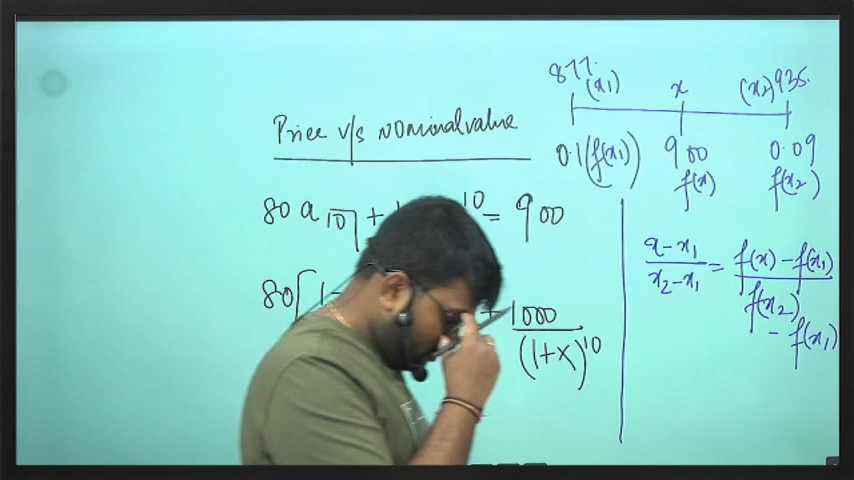 Price v/s nominal value
80 a 10 + 10 = 900
80 [ 1- + 1000
(1+x)^10
877.
(x1) x (x2) 935.
0.1 (f(x1)) 900 0.09
f(x) f(x2)
x-x1 = f(x) - f(x1)
x2-x1 f(x2)
- f(x1)